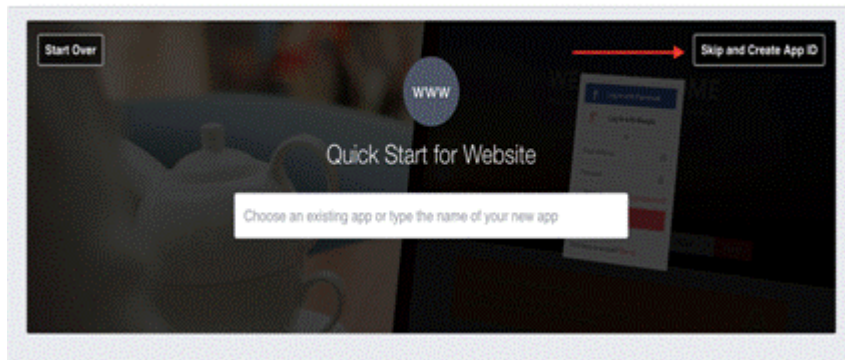 Start Over
Skip and Create App ID
www
Quick Start for Website
Choose an existing app or type the name of your new app